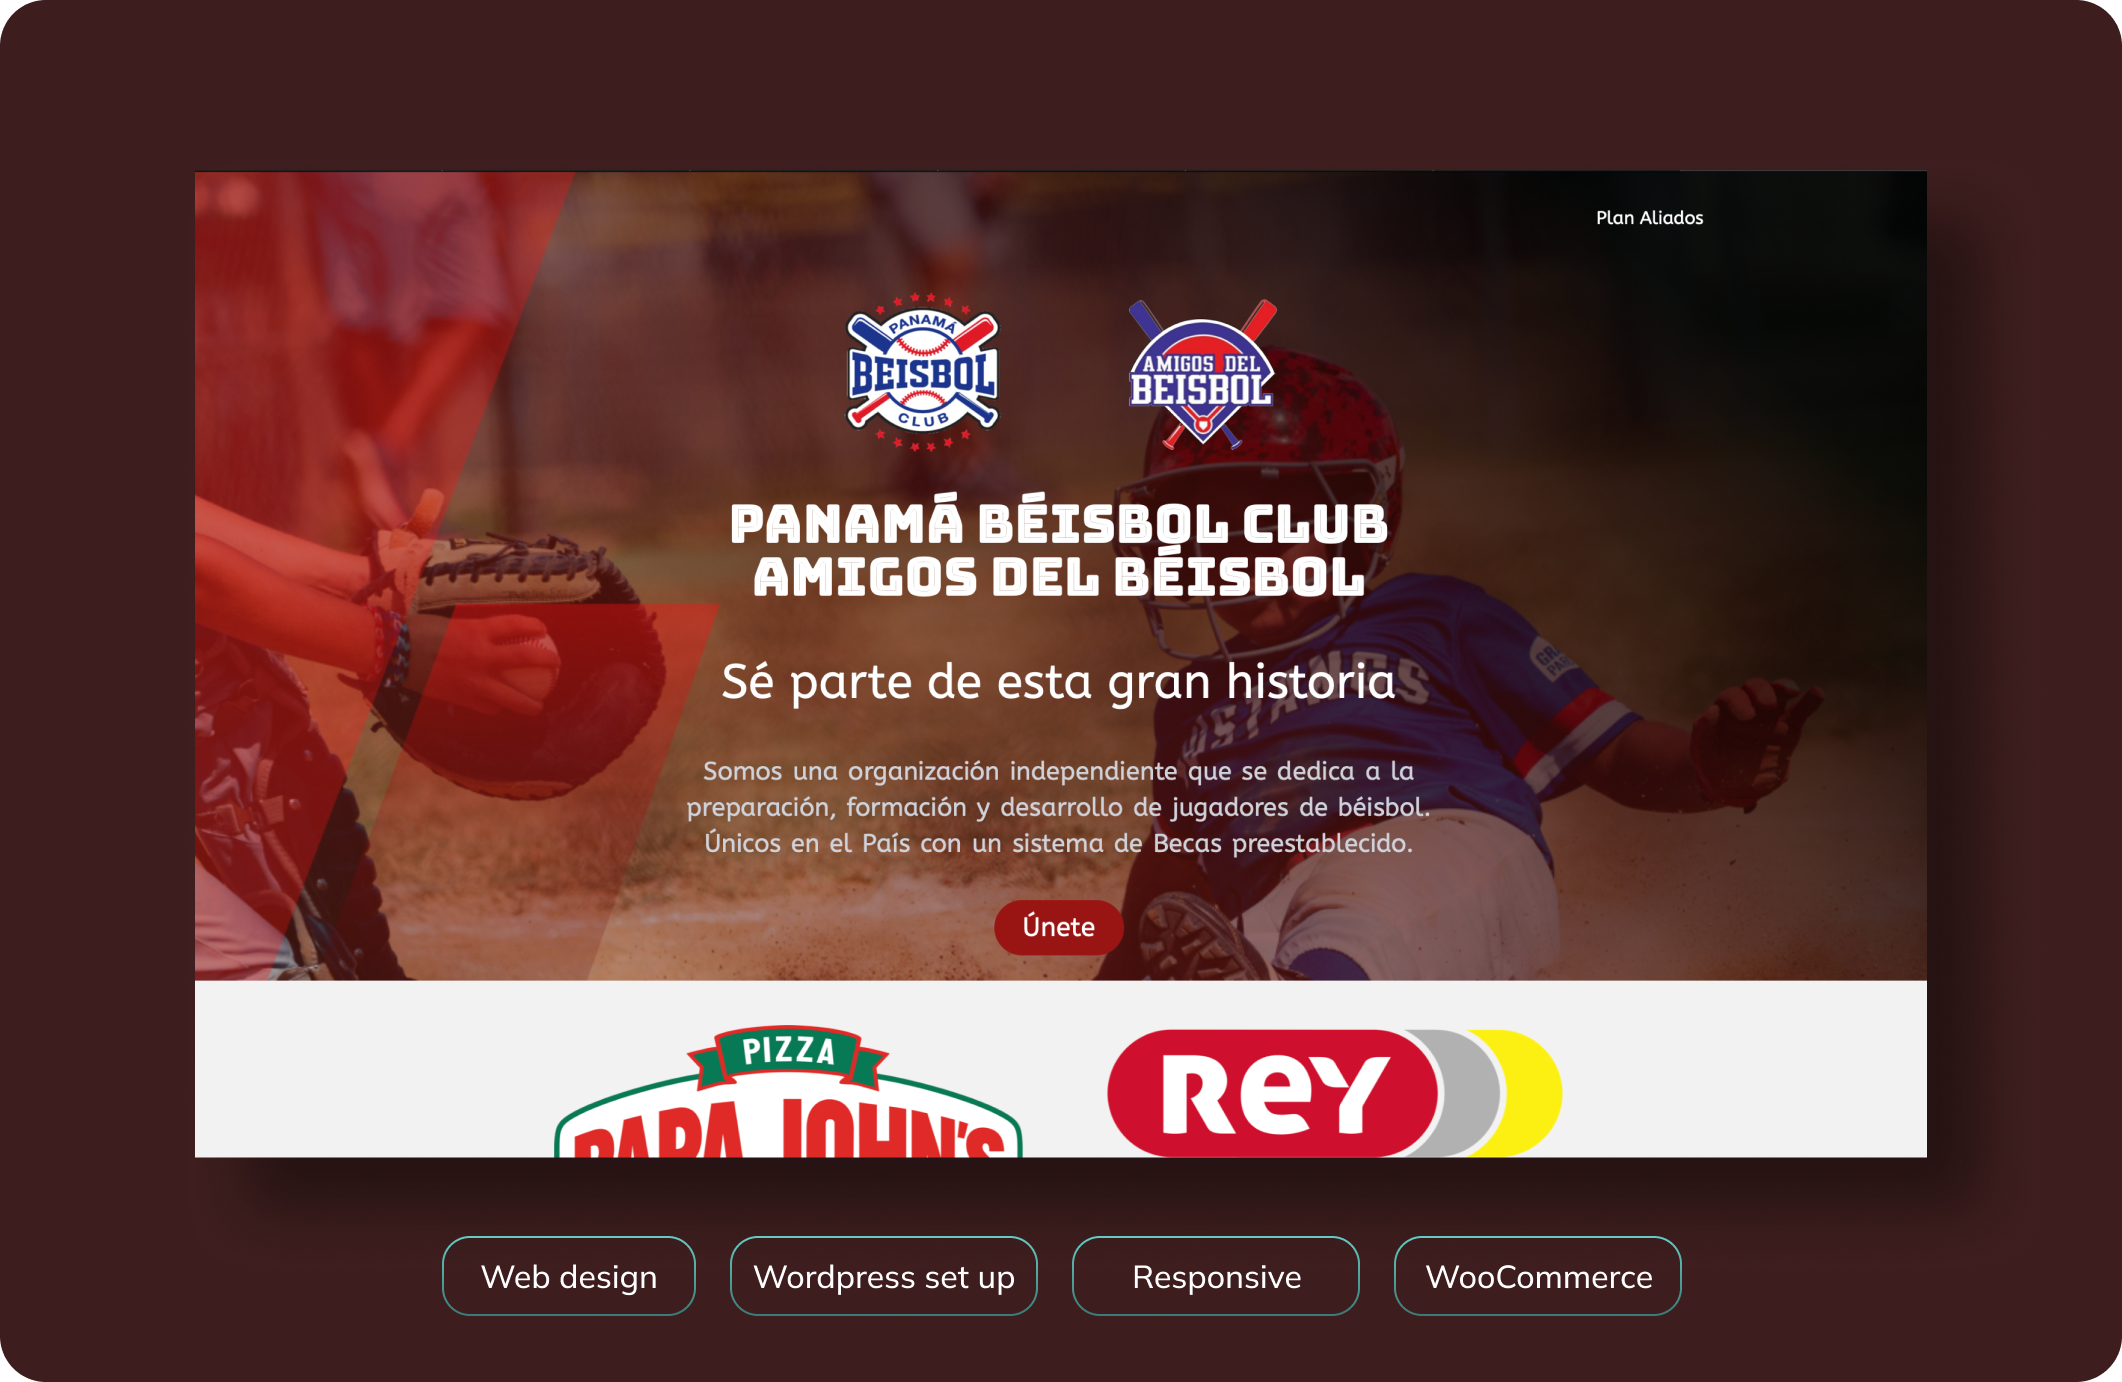 Plan Aliados
PANAMÁ
BEISBOL
CLUB
AMIGOS DEL
BEISBOL
PANAMÁ BÉISBOL CLUB
AMIGOS DEL BÉISBOL
Sé parte de esta gran historia
Somos una organización independiente que se dedica a la
preparación, formación y desarrollo de jugadores de béisbol.
Únicos en el País con un sistema de Becas preestablecido.
Únete
PIZZA
PAPA JOHN'S
Rey
Web design
Wordpress set up
Responsive
WooCommerce